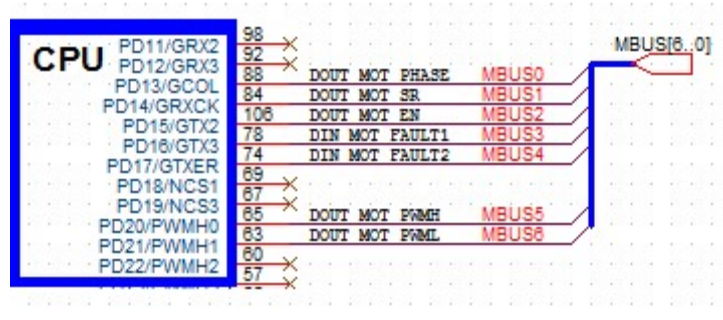 98
PD11/GRX2
MBUS[6..0]
CPU
92
PD12/GRX3
88 DOUT MOT PHASE MBUS0
PD13/GCOL
84 DOUT MOT SR MBUS1
PD14/GRXCK
106 DOUT MOT EN MBUS2
PD15/GTX2
78 DIN MOT FAULT1 MBUS3
PD16/GTX3
74 DIN MOT FAULT2 MBUS4
PD17/GTXER
69
PD18/NCS1
67
PD19/NCS3
65 DOUT MOT PWMH MBUS5
PD20/PWMH0
63 DOUT MOT PWML MBUS6
PD21/PWMH1
60
PD22/PWMH2
57